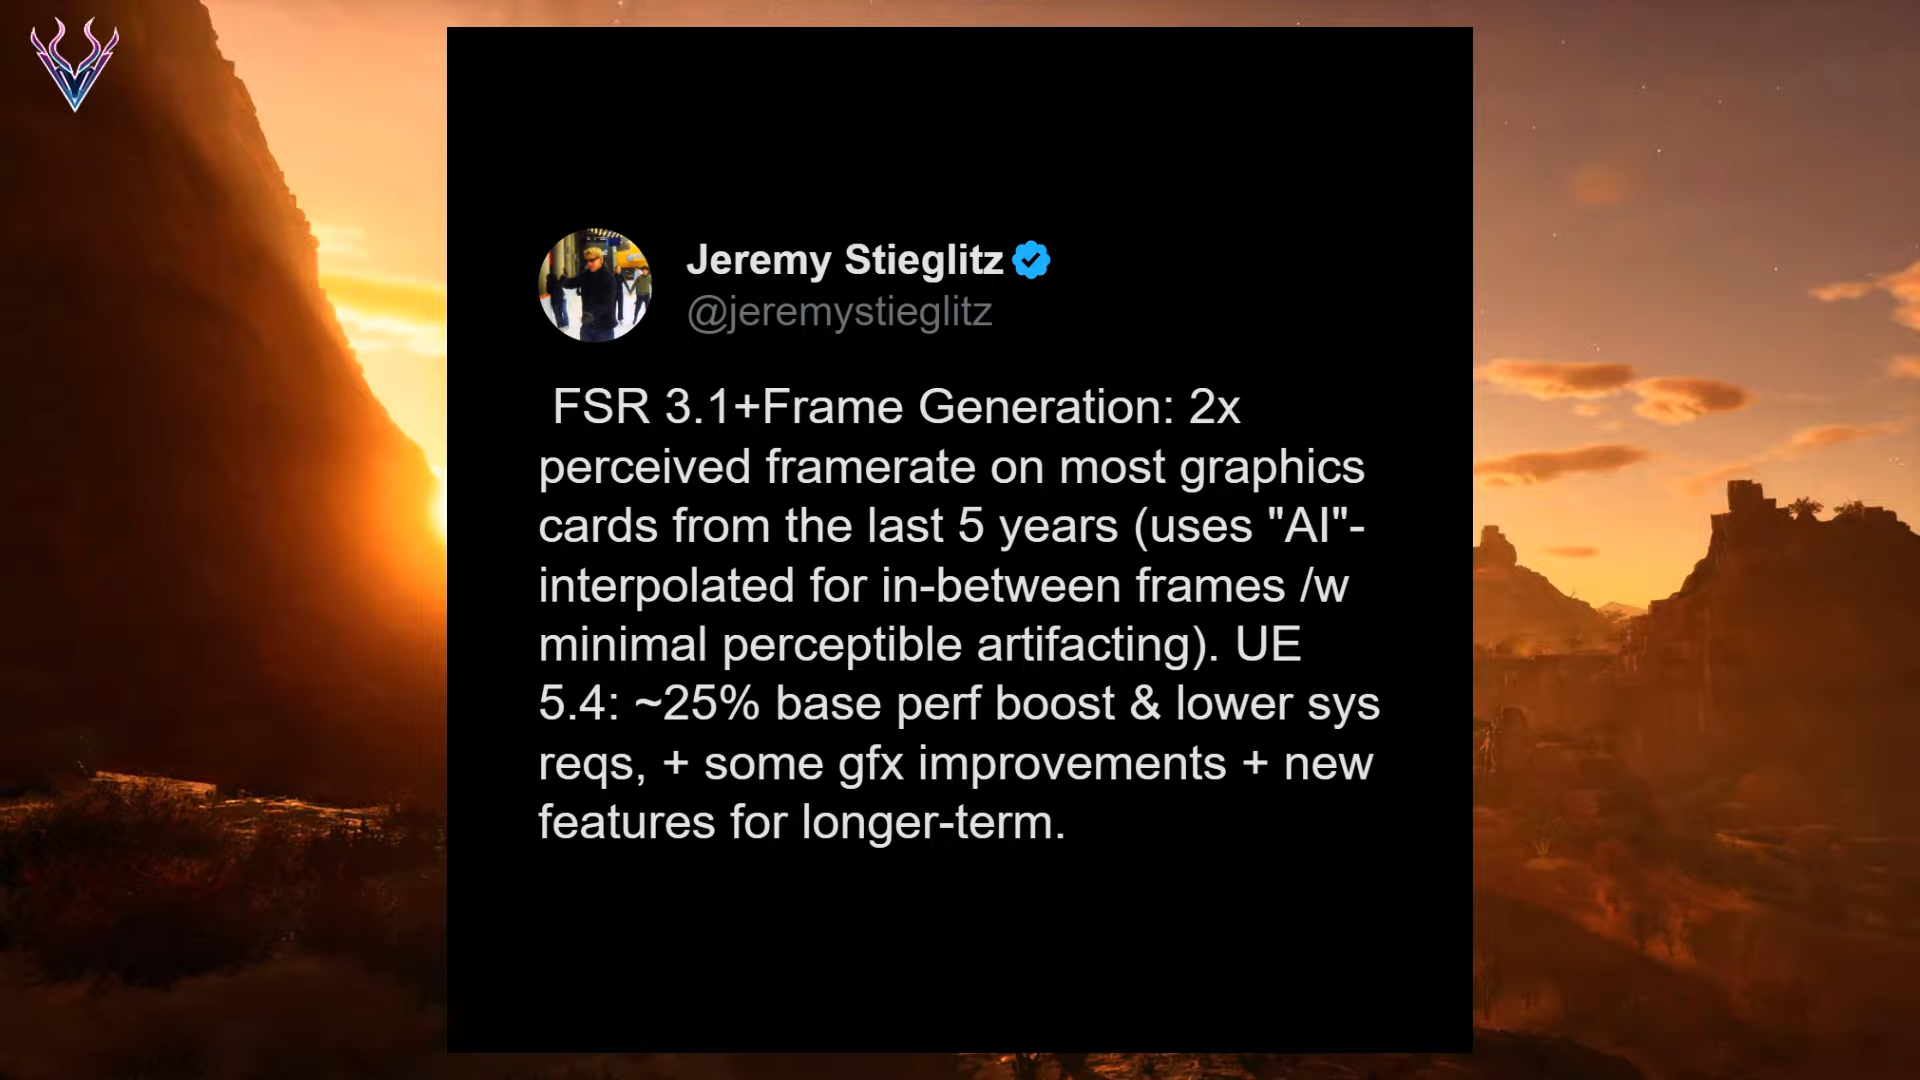 Jeremy Stieglitz
@jeremystieglitz
FSR 3.1+Frame Generation: 2x
perceived framerate on most graphics
cards from the last 5 years (uses "AI"-
interpolated for in-between frames /w
minimal perceptible artifacting). UE
5.4: ~25% base perf boost & lower sys
reqs, + some gfx improvements + new
features for longer-term.